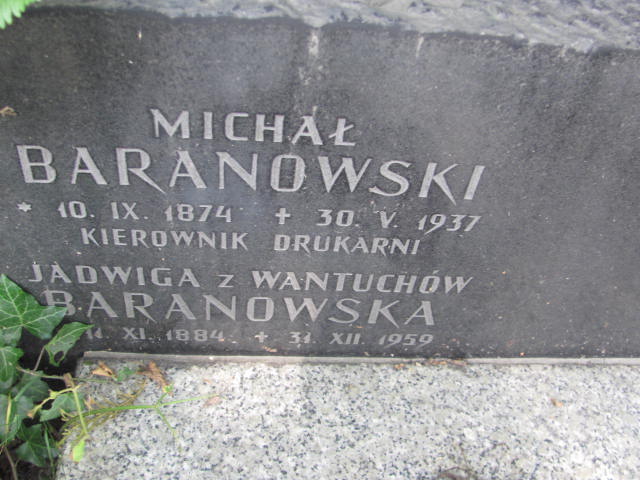 MICHAŁ
BARANOWSKI
* 10. IX. 1874 + 30. V. 1937
KIEROWNIK DRUKARNI
JADWIGA z WANTUCHÓW
BARANOWSKA
XI. 1884. + 31. XII. 1959